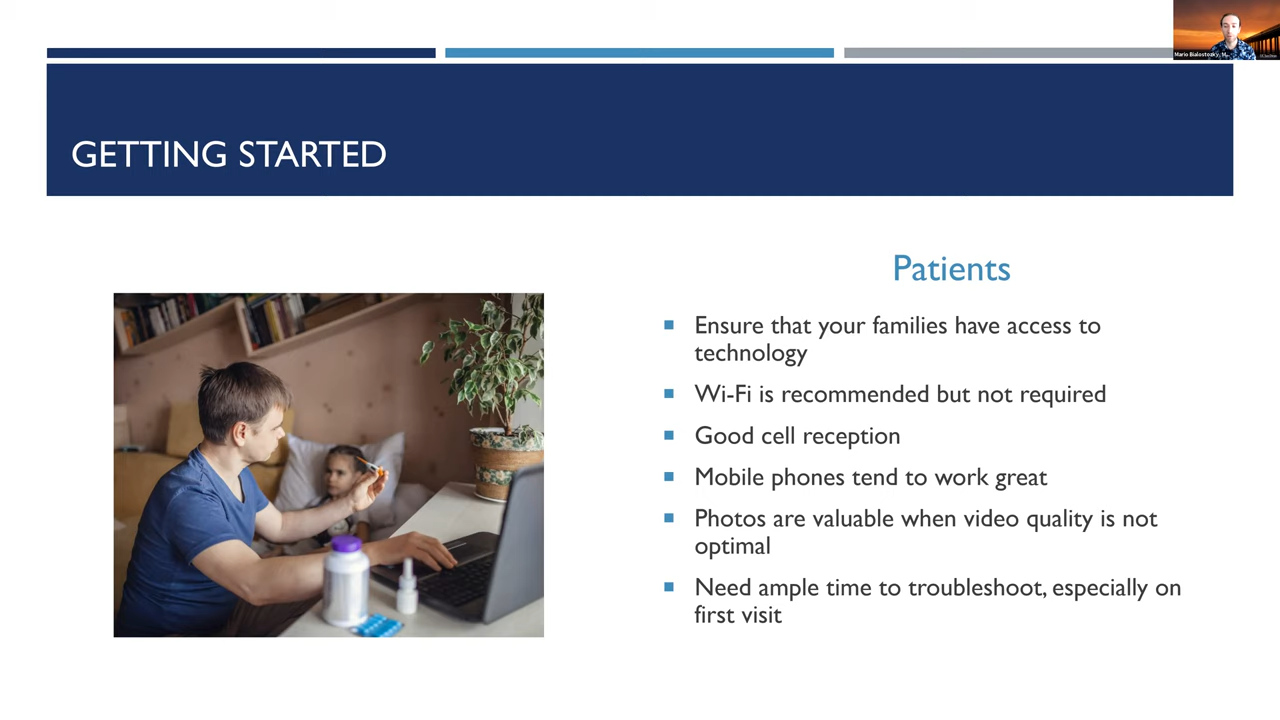 Mario Bialostozky, M...
GETTING STARTED
Patients
Ensure that your families have access to
technology
Wi-Fi is recommended but not required
Good cell reception
Mobile phones tend to work great
Photos are valuable when video quality is not
optimal
Need ample time to troubleshoot, especially on
first visit